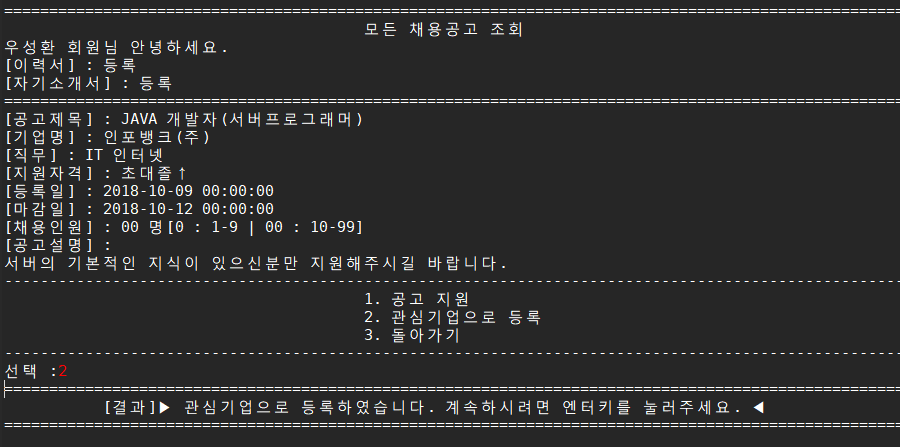 ====================================================================================================
모든 채용공고 조회
우성환 회원님 안녕하세요.
[이력서] : 등록
[자기소개서] : 등록
====================================================================================================
[공고제목] : JAVA 개발자(서버프로그래머)
[기업명] : 인포뱅크(주)
[직무] : IT 인터넷
[지원자격] : 초대졸↑
[등록일] : 2018-10-09 00:00:00
[마감일] : 2018-10-12 00:00:00
[채용인원] : 00 명[0 : 1-9 | 00 : 10-99]
[공고설명] :
서버의 기본적인 지식이 있으신분만 지원해주시길 바랍니다.
----------------------------------------------------------------------------------------------------
1. 공고 지원
2. 관심기업으로 등록
3. 돌아가기
----------------------------------------------------------------------------------------------------
선택 :2
====================================================================================================
[결과]▶ 관심기업으로 등록하였습니다. 계속하시려면 엔터키를 눌러주세요. ◀
====================================================================================================